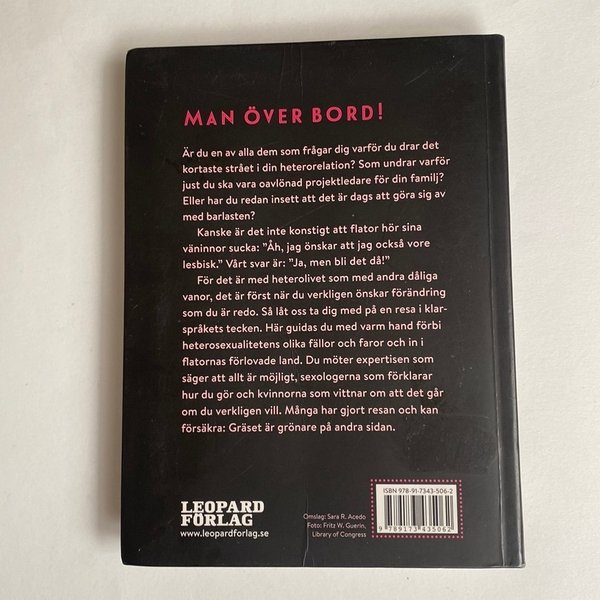 MAN ÖVER BORD!
Är du en av alla dem som frågar dig varför du drar det
kortaste strået i din heterorelation? Som undrar varför
just du ska vara oavlönad projektledare för din familj?
Eller har du redan insett att det är dags att göra sig av
med barlasten?
Kanske är det inte konstigt att flator hör sina
väninnor sucka: ”Åh, jag önskar att jag också vore
lesbisk.” Vårt svar är: ”Ja, men bli det då!”
För det är med heterolivet som med andra dåliga
vanor, det är först när du verkligen önskar förändring
som du är redo. Så låt oss ta dig med på en resa i klar-
språkets tecken. Här guidas du med varm hand förbi
heterosexualitetens olika fällor och faror och in i
flatornas förlovade land. Du möter expertisen som
säger att allt är möjligt, sexologerna som förklarar
hur du gör och kvinnorna som vittnar om att det går
om du verkligen vill. Många har gjort resan och kan
försäkra: Gräset är grönare på andra sidan.
LEOPARD
FÖRLAG
www.leopardforlag.se
Omslag: Sara R. Acedo
Foto: Fritz W. Guerin,
Library of Congress
ISBN 978-91-7343-506-2
9 789173 435062